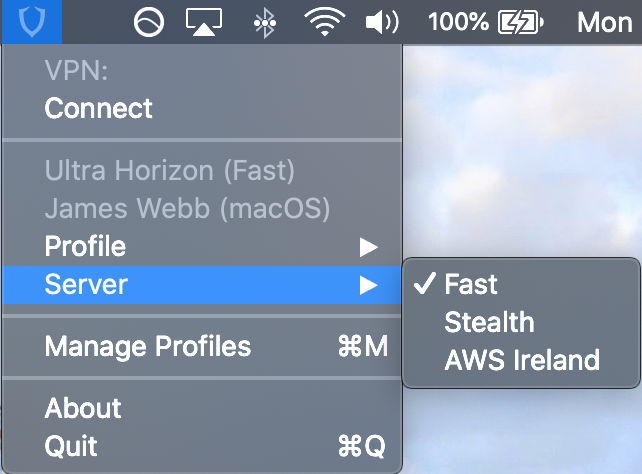 100% Mon
VPN:
Connect
Ultra Horizon (Fast)
James Webb (macOS)
Profile
Server
Manage Profiles ⌘M
About
Quit ⌘Q
Fast
Stealth
AWS Ireland